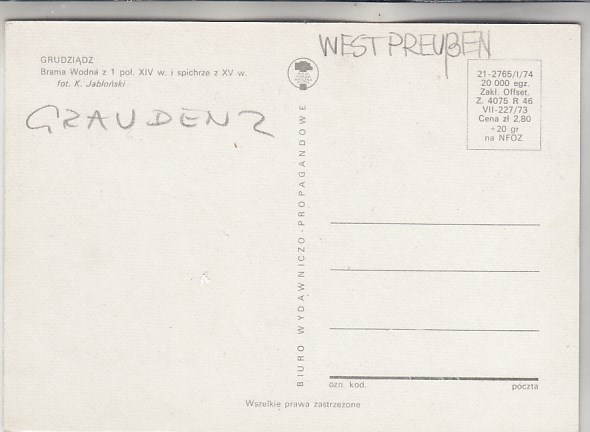 GRUDZIĄDZ
Brama Wodna z 1 poł. XIV w. i spichrze z XV w.
fot. K. Jabłoński
GRAUDENZ
BIURO WYDAWNICZO-PROPAGANDOWE
WESTPREUßEN
21-2765/I/74
20 000 egz.
Zakł. Offset.
Z. 4075 R 46
VII-227/73
Cena zł 2,80
+20 gr
na NFOZ
ozn. kod.
poczta
Wszelkie prawa zastrzeżone